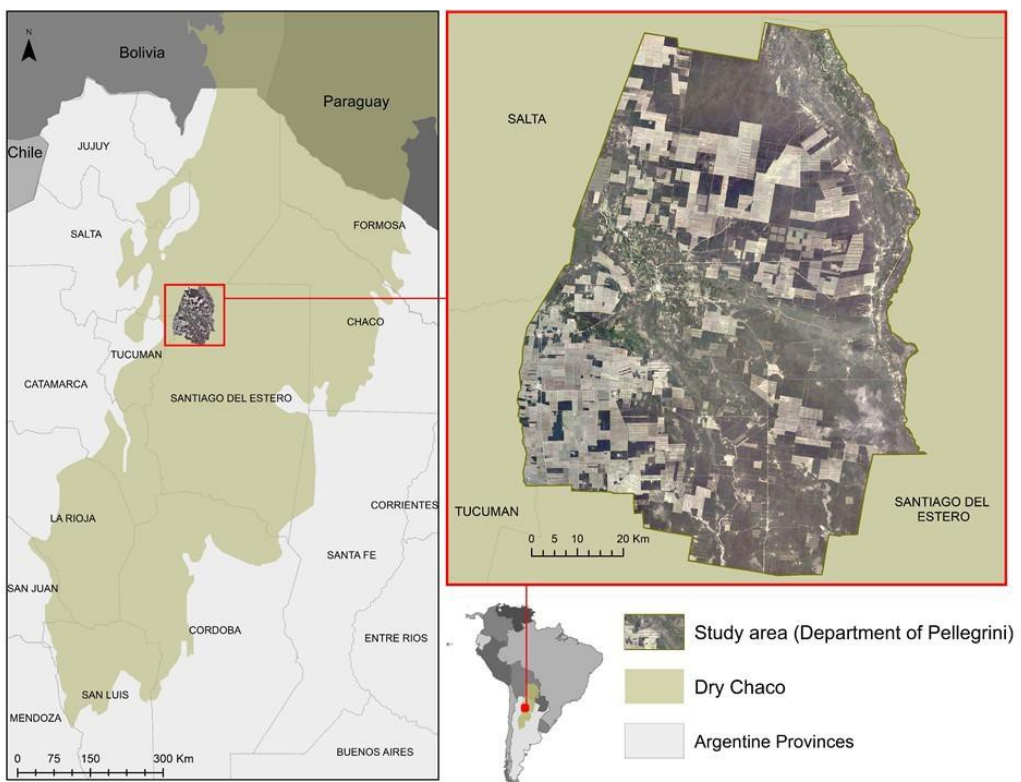 N
Bolivia
Paraguay
Chile
JUJUY
SALTA
FORMOSA
CHACO
TUCUMAN
CATAMARCA
SANTIAGO DEL ESTERO
LA RIOJA
CORRIENTES
SANTA FE
SAN JUAN
CORDOBA
ENTRE RIOS
SAN LUIS
MENDOZA
BUENOS AIRES
0 75 150 300 Km
SALTA
TUCUMAN
SANTIAGO DEL
ESTERO
0 5 10 20 Km
Study area (Department of Pellegrini)
Dry Chaco
Argentine Provinces